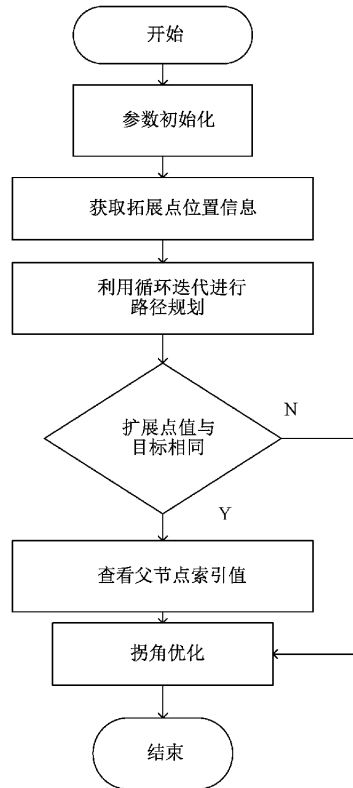 开始
参数初始化
获取拓展点位置信息
利用循环迭代进行
路径规划
扩展点值与
目标相同
N
Y
查看父节点索引值
拐角优化
结束